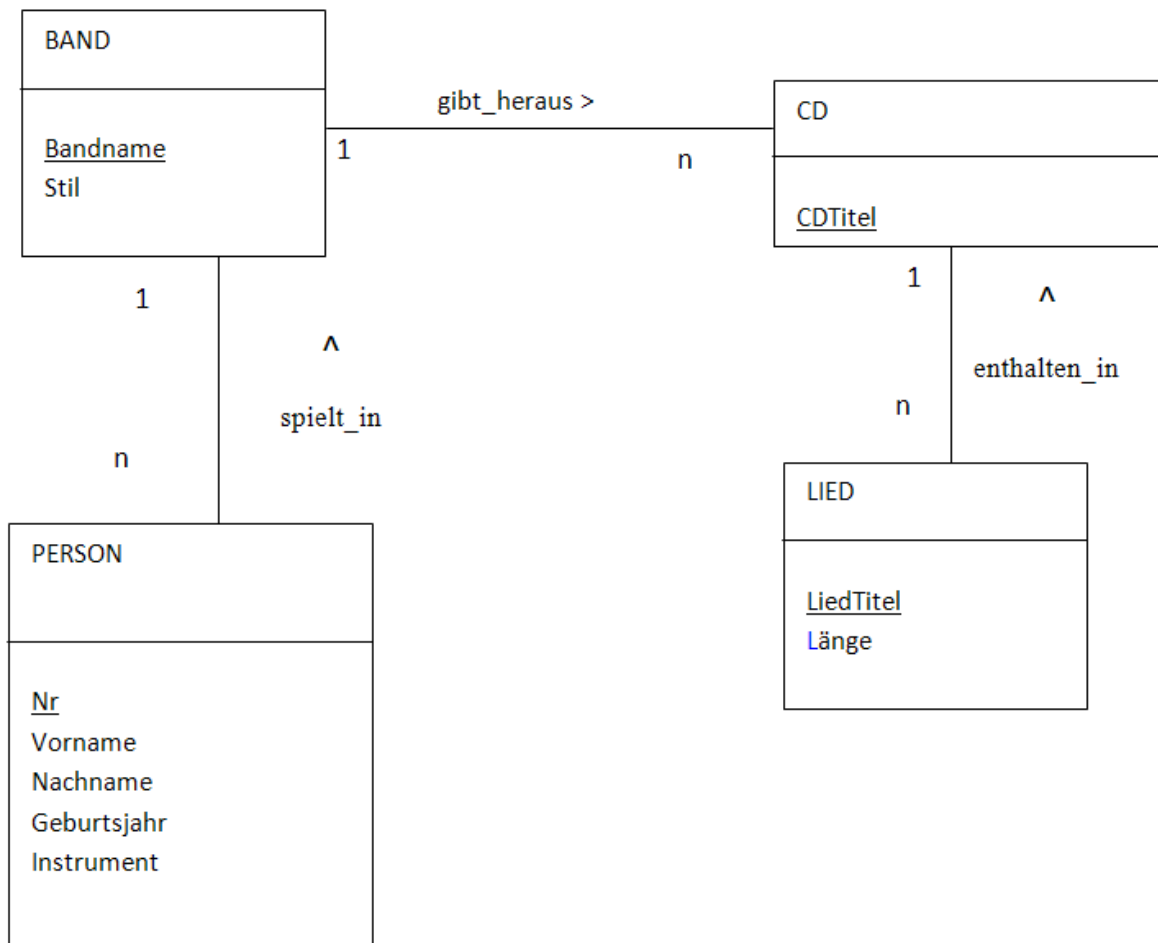 BAND
Bandname
Stil
gibt_heraus >
1
n
CD
CDTitel
1
^
spielt_in
n
1
^
enthalten_in
n
PERSON
Nr
Vorname
Nachname
Geburtsjahr
Instrument
LIED
LiedTitel
Länge